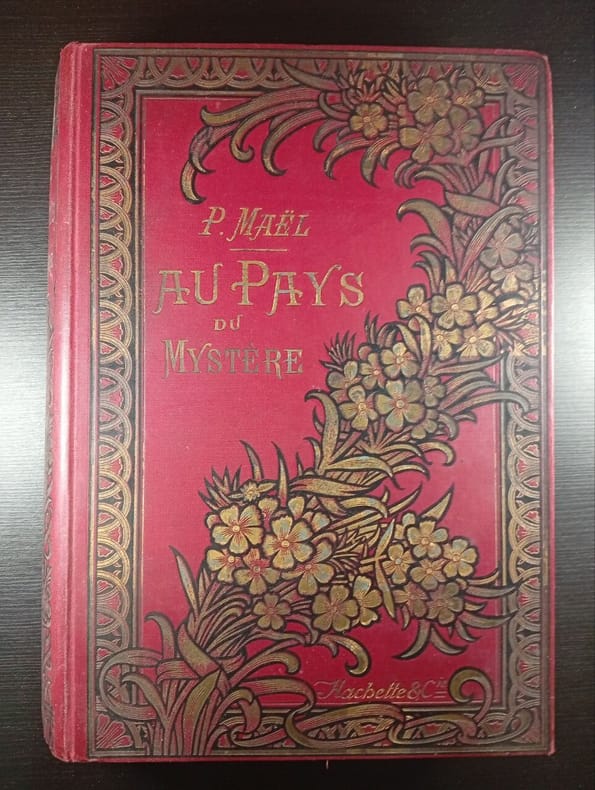 P. MAËL
AU PAYS
DU
MYSTÈRE
Hachette & Cie